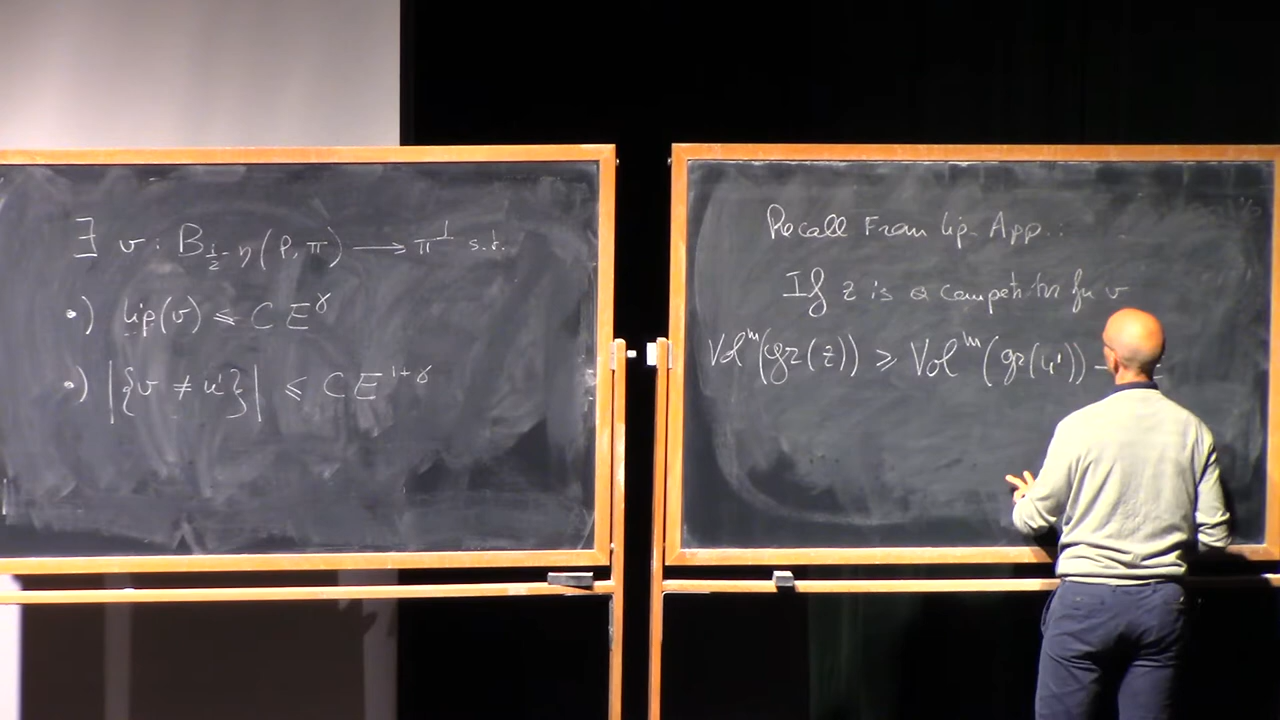 ∃ v : B_{1/2 - η}(P, π) ⟶ π^⊥ s.t.
•) Lip(v) ≤ C E^γ
•) |{v ≠ u'}| ≤ C E^{1+γ}
Recall From Lip. App.:
If z is a competitor for v
Vol^m(gr(z)) ≥ Vol^m(gr(u')) -